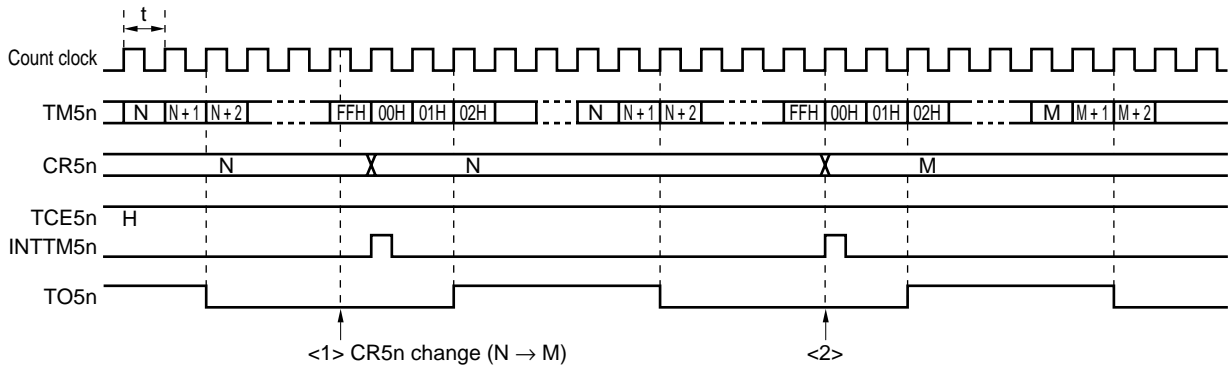 t
Count clock
TM5n N N + 1 N + 2 FFH 00H 01H 02H N N + 1 N + 2 FFH 00H 01H 02H M M + 1 M + 2
CR5n N N M
TCE5n H
INTTM5n
TO5n
<1> CR5n change (N → M) <2>